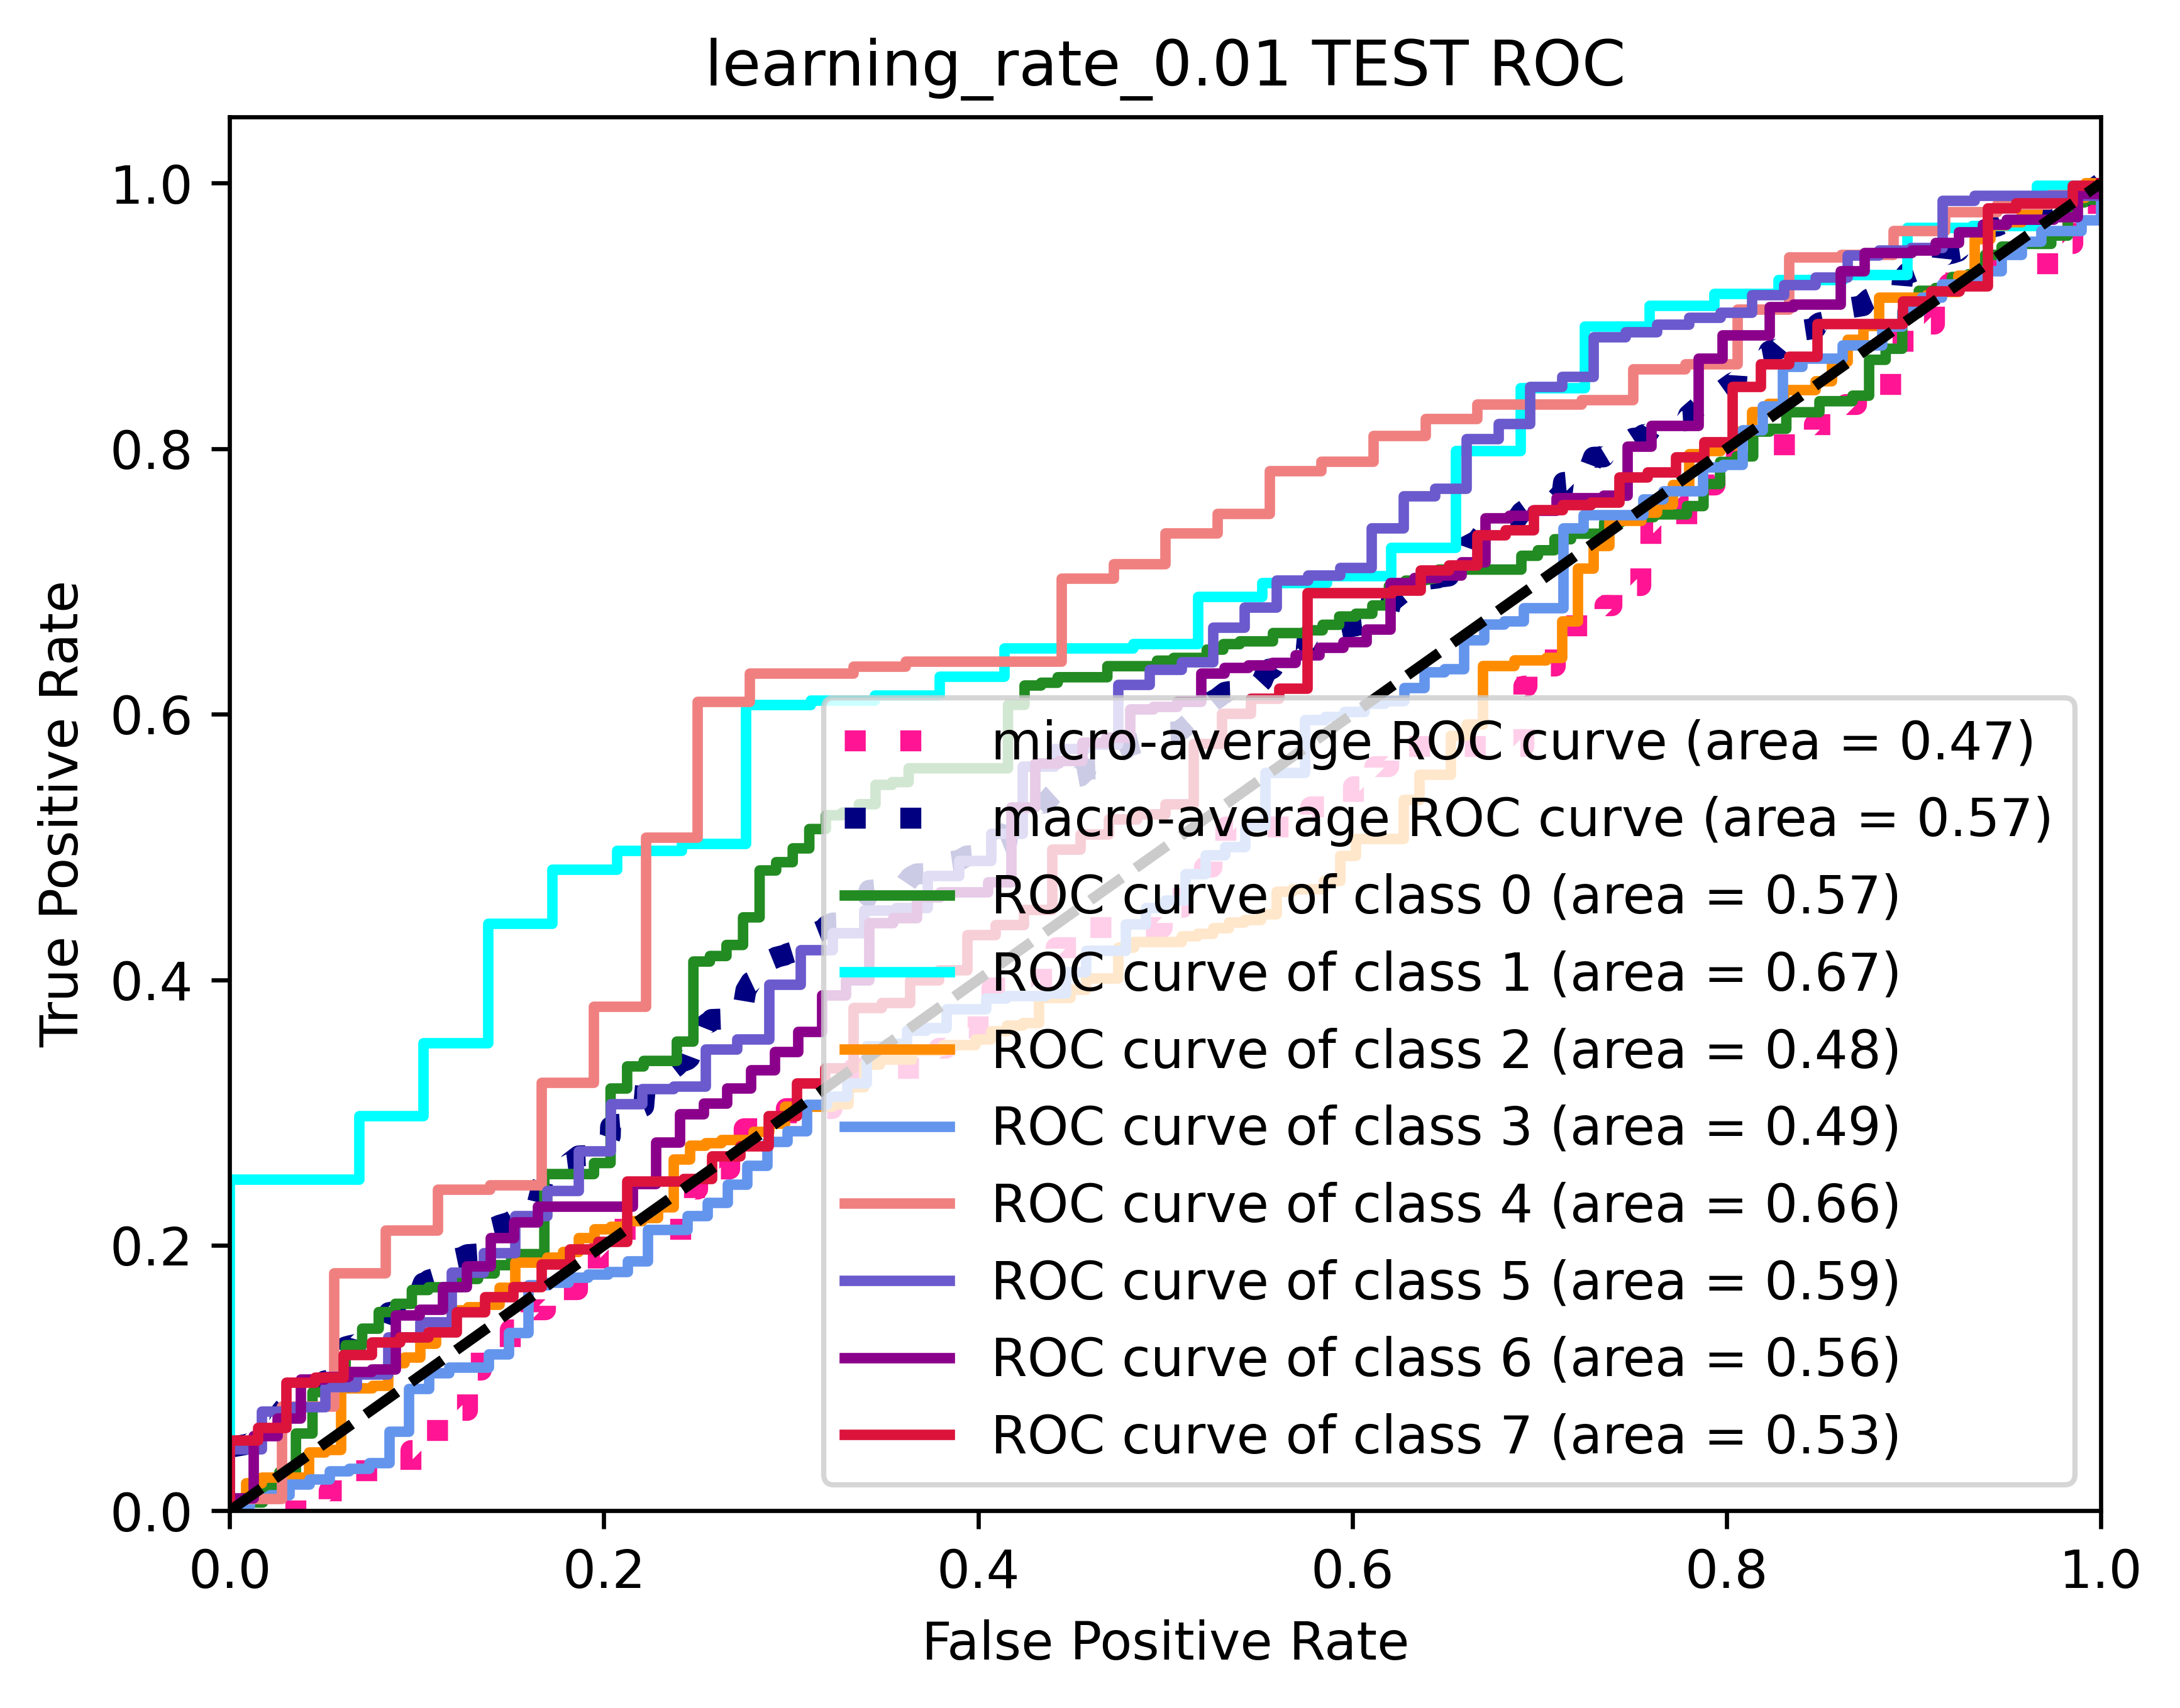 learning_rate_0.01 TEST ROC
1.0
0.8
0.6
0.4
0.2
0.0
True Positive Rate
micro-average ROC curve (area = 0.47)
macro-average ROC curve (area = 0.57)
ROC curve of class 0 (area = 0.57)
ROC curve of class 1 (area = 0.67)
ROC curve of class 2 (area = 0.48)
ROC curve of class 3 (area = 0.49)
ROC curve of class 4 (area = 0.66)
ROC curve of class 5 (area = 0.59)
ROC curve of class 6 (area = 0.56)
ROC curve of class 7 (area = 0.53)
0.0 0.2 0.4 0.6 0.8 1.0
False Positive Rate